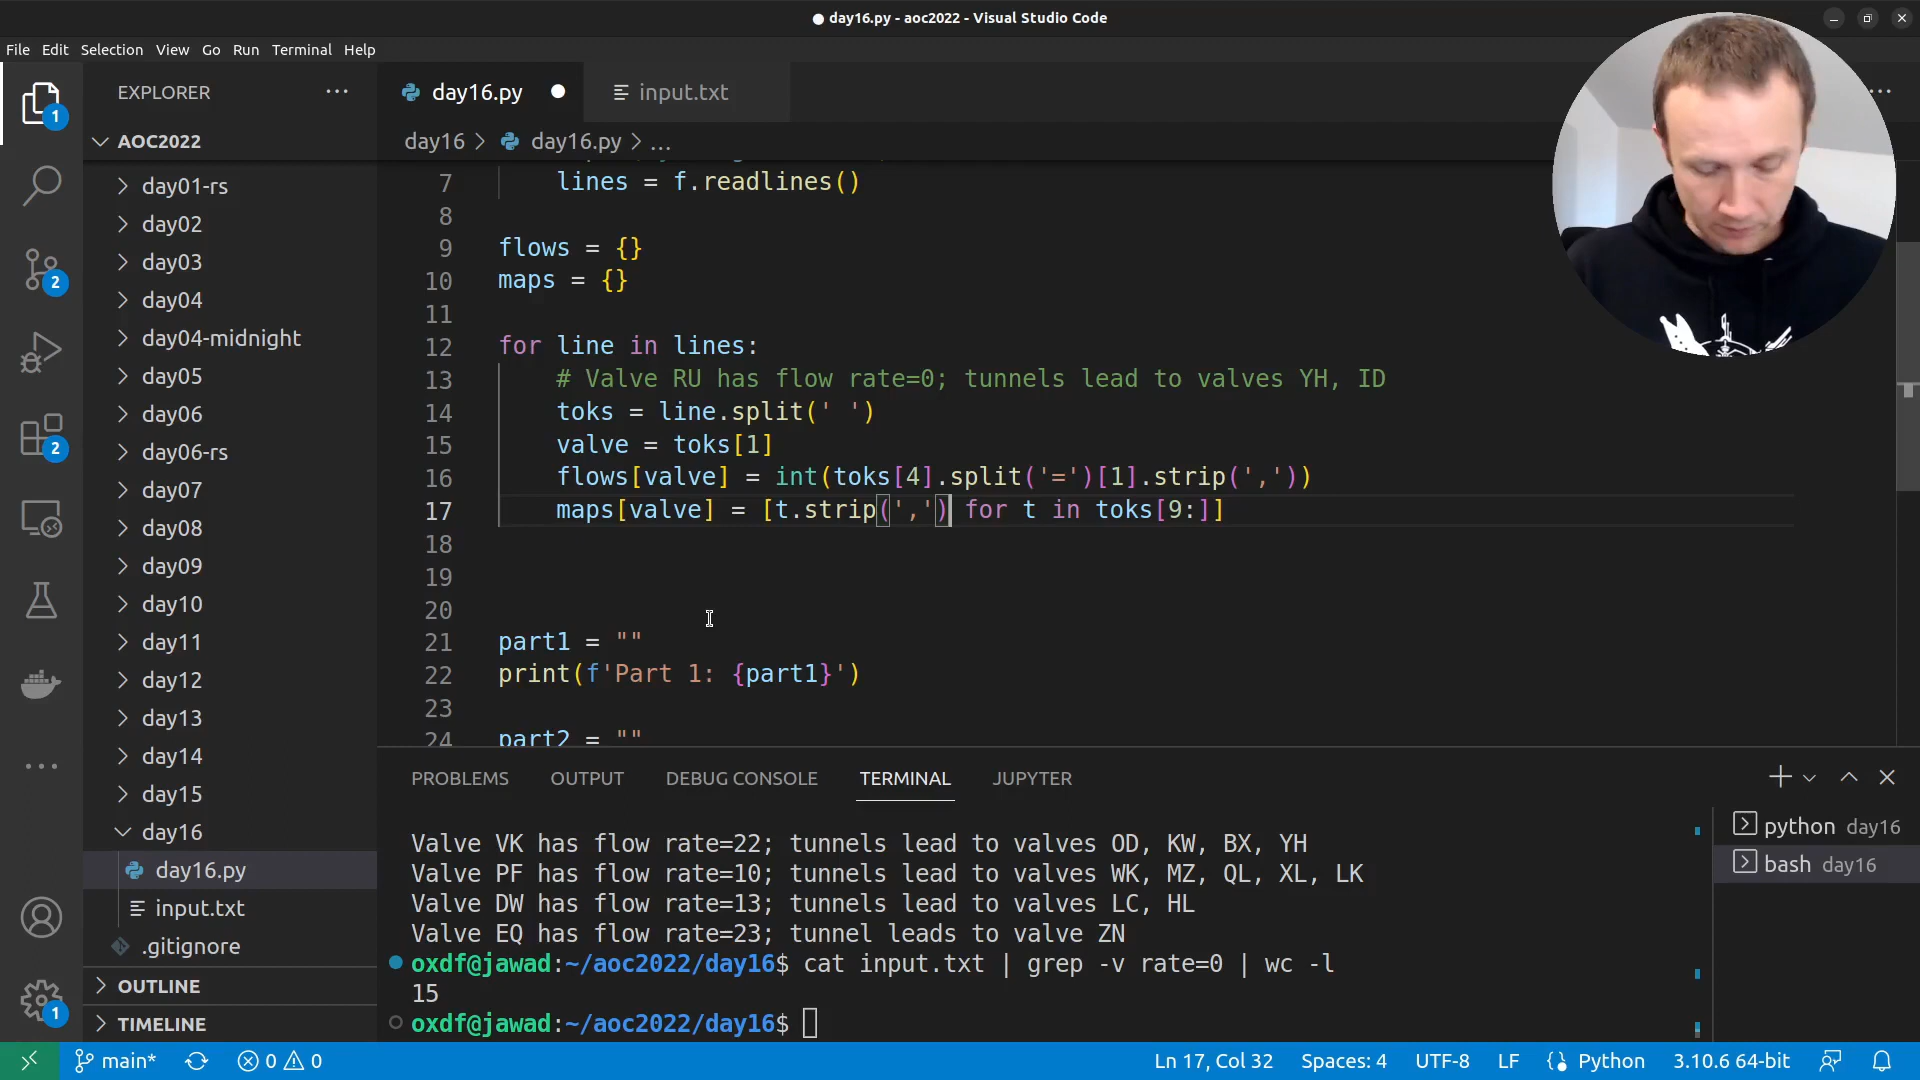 day16.py - aoc2022 - Visual Studio Code
File Edit Selection View Go Run Terminal Help
EXPLORER
day16.py
input.txt
AOC2022
day16 > day16.py > ...
day01-rs
day02
day03
day04
day04-midnight
day05
day06
day06-rs
day07
day08
day09
day10
day11
day12
day13
day14
day15
day16
day16.py
input.txt
.gitignore
OUTLINE
TIMELINE
1
2
2
1
7 lines = f.readlines()
8
9 flows = {}
10 maps = {}
11
12 for line in lines:
13 # Valve RU has flow rate=0; tunnels lead to valves YH, ID
14 toks = line.split(' ')
15 valve = toks[1]
16 flows[valve] = int(toks[4].split('=')[1].strip(','))
17 maps[valve] = [t.strip(',') for t in toks[9:]]
18
19
20
21 part1 = ""
22 print(f'Part 1: {part1}')
23
24 part2 = ""
PROBLEMS OUTPUT DEBUG CONSOLE TERMINAL JUPYTER
Valve VK has flow rate=22; tunnels lead to valves OD, KW, BX, YH
Valve PF has flow rate=10; tunnels lead to valves WK, MZ, QL, XL, LK
Valve DW has flow rate=13; tunnels lead to valves LC, HL
Valve EQ has flow rate=23; tunnel leads to valve ZN
oxdf@jawad:~/aoc2022/day16$ cat input.txt | grep -v rate=0 | wc -l
15
oxdf@jawad:~/aoc2022/day16$
python day16
bash day16
main* 0 0 Ln 17, Col 32 Spaces: 4 UTF-8 LF Python 3.10.6 64-bit